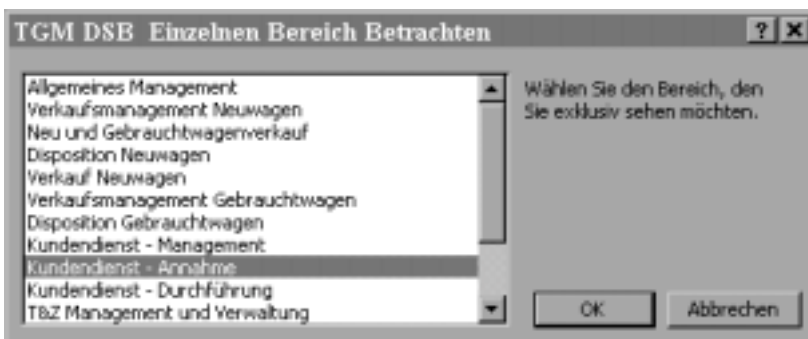 TGM DSB Einzelnen Bereich Betrachten
Allgemeines Management
Verkaufsmanagement Neuwagen
Neu und Gebrauchtwagenverkauf
Disposition Neuwagen
Verkauf Neuwagen
Verkaufsmanagement Gebrauchtwagen
Disposition Gebrauchtwagen
Kundendienst - Management
Kundendienst - Annahme
Kundendienst - Durchführung
T&Z Management und Verwaltung
Wählen Sie den Bereich, den
Sie exklusiv sehen möchten.
OK
Abbrechen